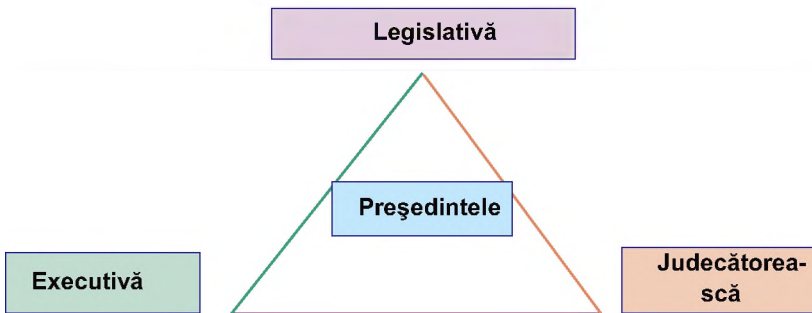 Legislativă
Preşedintele
Executivă
Judecătorea-
scă